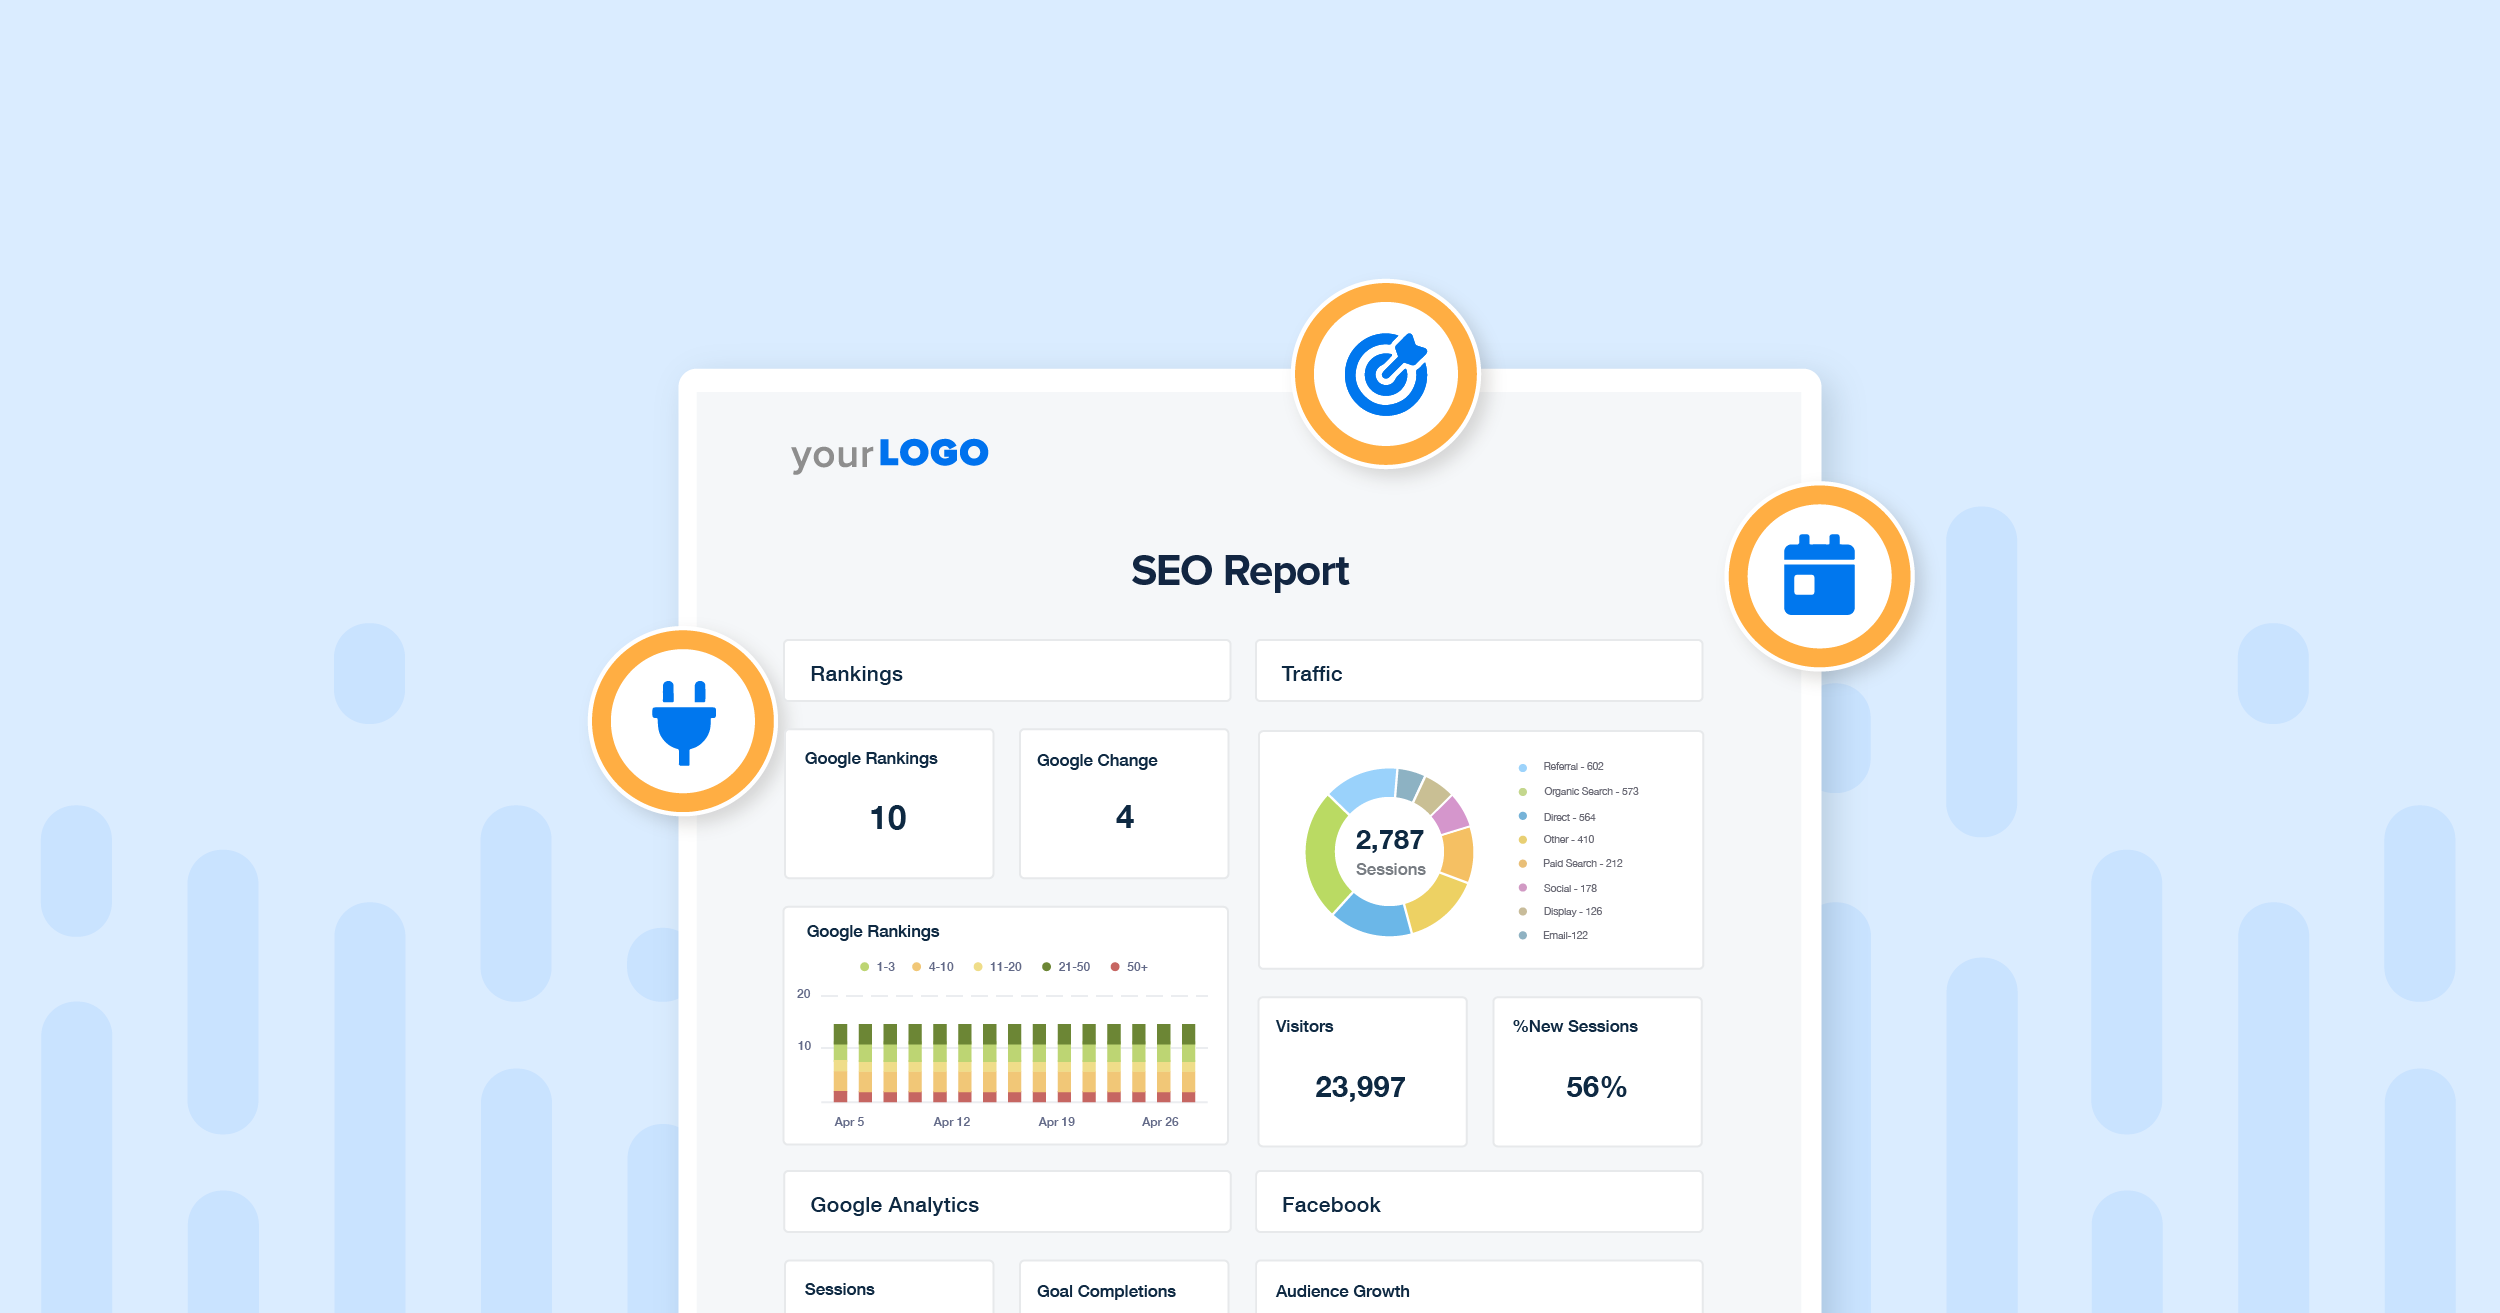 your LOGO
SEO Report
Rankings
Traffic
Google Rankings
10
Google Change
4
2,787
Sessions
Referral - 602
Organic Search - 573
Direct - 564
Other - 410
Paid Search - 212
Social - 178
Display - 126
Email-122
Google Rankings
1-3 4-10 11-20 21-50 50+
20
10
Apr 5 Apr 12 Apr 19 Apr 26
Visitors
23,997
%New Sessions
56%
Google Analytics
Facebook
Sessions
Goal Completions
Audience Growth